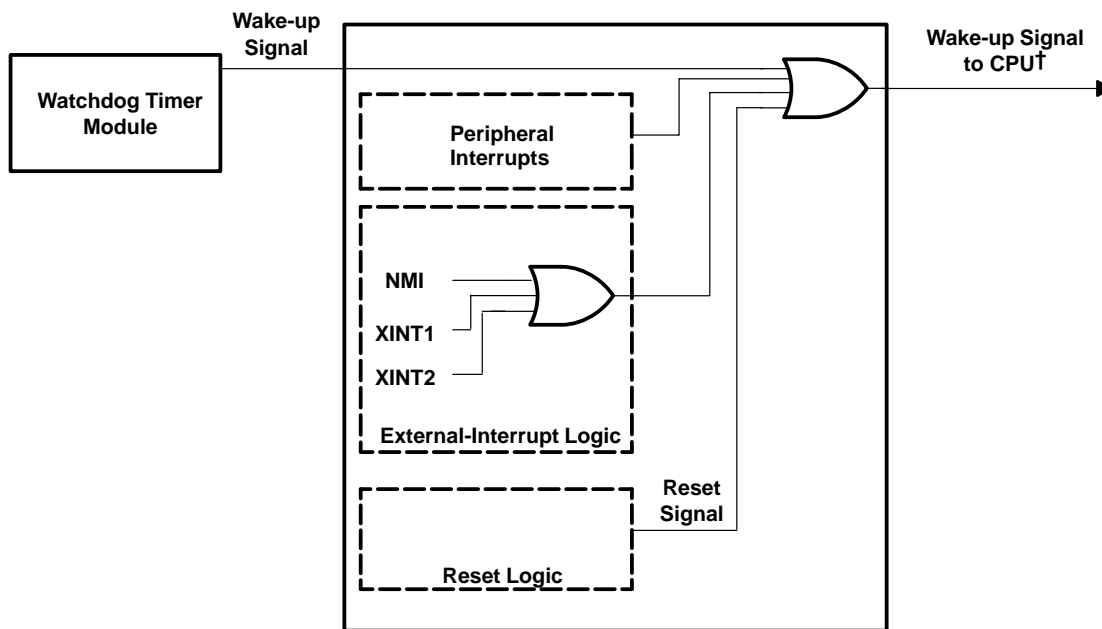 Wake-up
Signal
Watchdog Timer
Module
Wake-up Signal
to CPU†
Peripheral
Interrupts
NMI
XINT1
XINT2
External-Interrupt Logic
Reset
Signal
Reset Logic